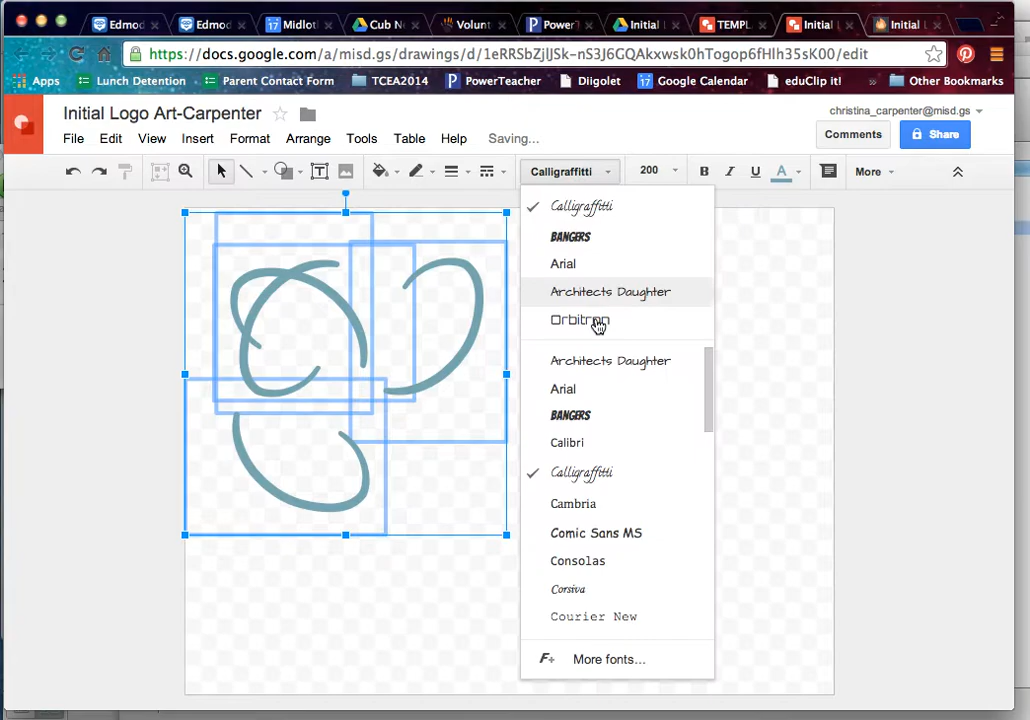 Edmod Edmod Midloth Cub Ne Volunt PowerT Initial TEMPL Initial Initial
https://docs.google.com/a/misd.gs/drawings/d/1eRRSbZjlJSk-nS3J6GQAkxwsk0hTogop6fHlh35sK00/edit
Apps Lunch Detention Parent Contact Form TCEA2014 PowerTeacher Diigolet Google Calendar eduClip it! » Other Bookmarks
Initial Logo Art-Carpenter
christina_carpenter@misd.gs
File Edit View Insert Format Arrange Tools Table Help Saving...
Comments Share
Calligraffitti 200 B I U A More
Calligraffitti
BANGERS
Arial
Architects Daughter
Orbitron
Architects Daughter
Arial
BANGERS
Calibri
Calligraffitti
Cambria
Comic Sans MS
Consolas
Corsiva
Courier New
More fonts...